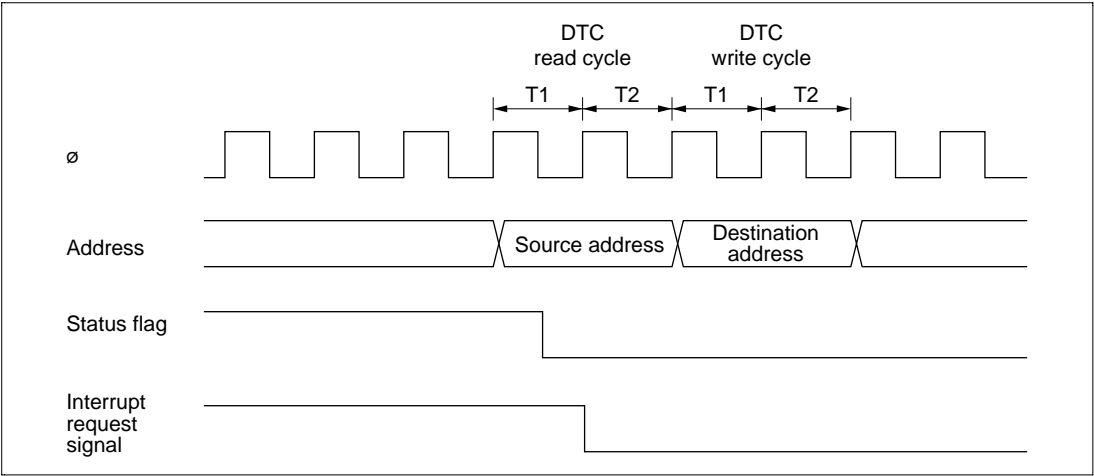 DTC
read cycle
DTC
write cycle
T1
T2
T1
T2
ø
Address
Source address
Destination
address
Status flag
Interrupt
request
signal